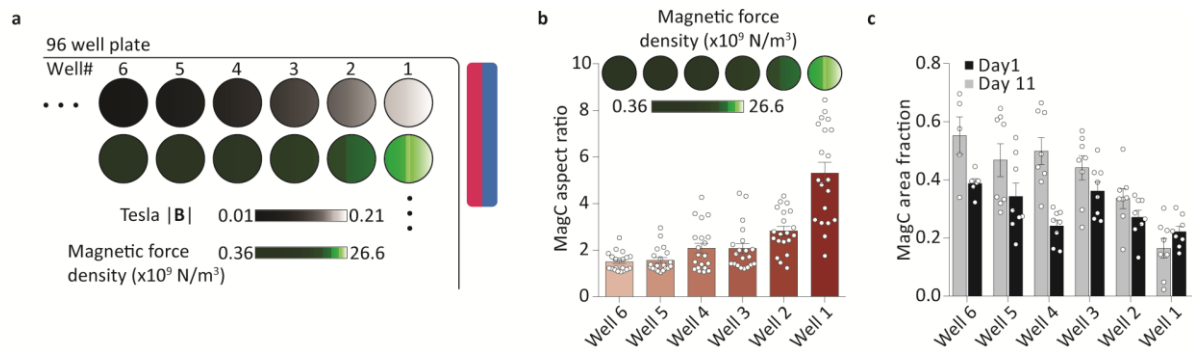 a
96 well plate
Well#
6 5 4 3 2 1
Tesla |B| 0.01 0.21
Magnetic force
density (x10⁹ N/m³)
0.36 26.6
b
Magnetic force
density (x10⁹ N/m³)
0.36 26.6
MagC aspect ratio
10
8
6
4
2
0
Well 6
Well 5
Well 4
Well 3
Well 2
Well 1
c
Day1
Day 11
MagC area fraction
0.8
0.6
0.4
0.2
0.0
Well 6
Well 5
Well 4
Well 3
Well 2
Well 1